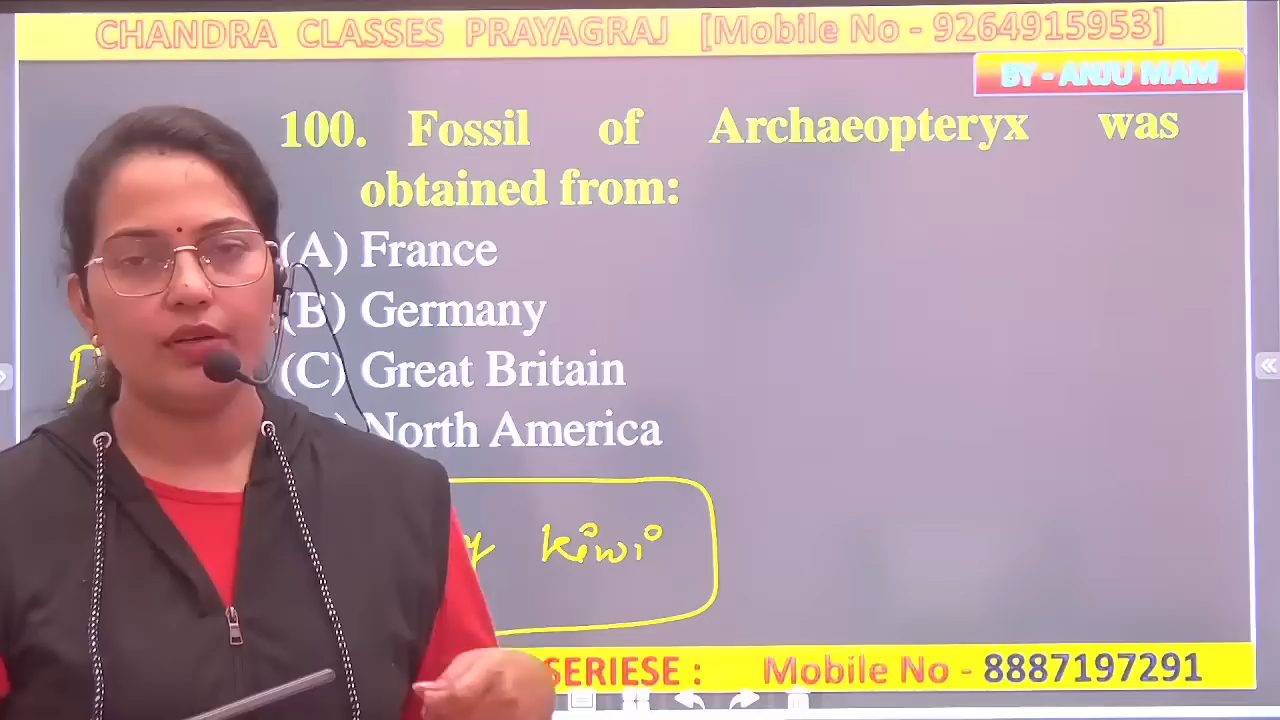 CHANDRA CLASSES PRAYAGRAJ [Mobile No - 9264915953]
BY - ANJU MAM
100. Fossil of Archaeopteryx was
obtained from:
(A) France
(B) Germany
(C) Great Britain
North America
kiwi
SERIESE : Mobile No - 8887197291